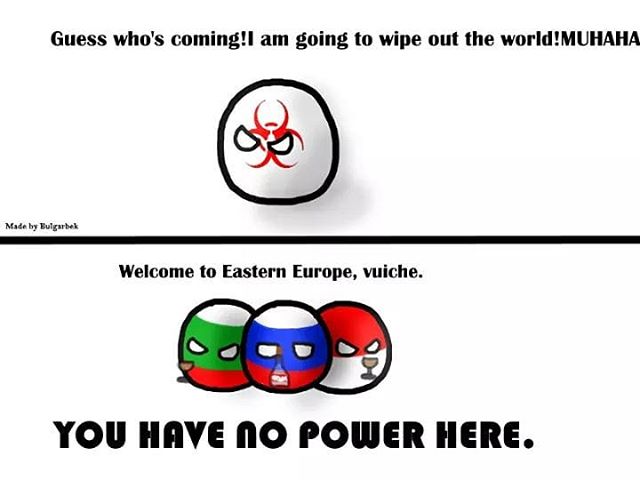 Guess who's coming!I am going to wipe out the world!MUHAHA
Made by Bulgarbek
Welcome to Eastern Europe, vuiche.
YOU HAVE NO POWER HERE.